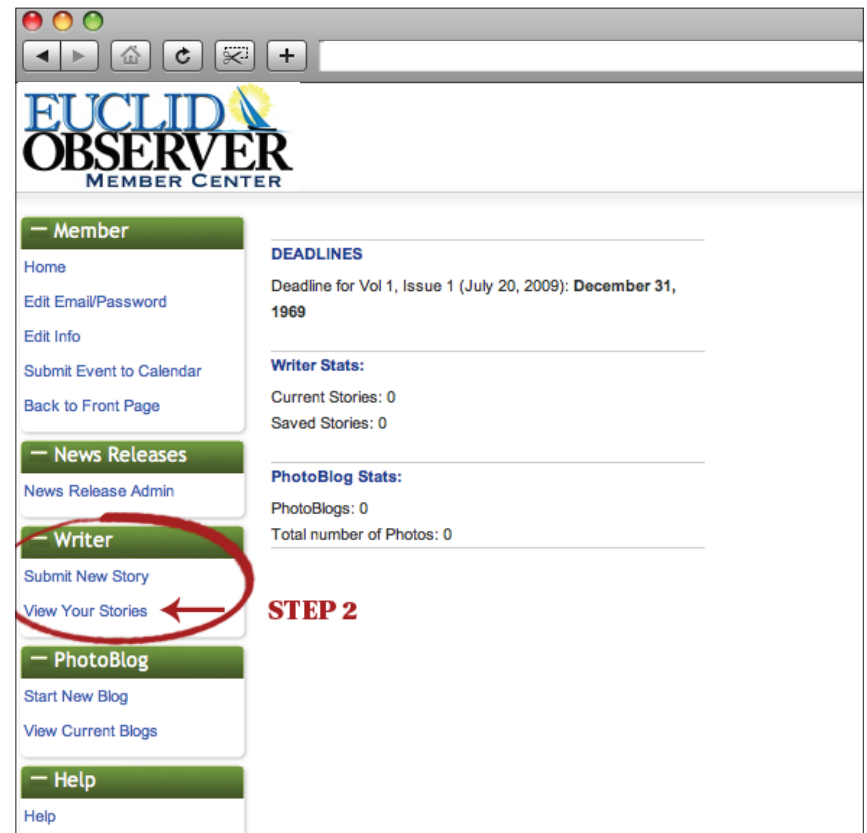 EUCLID
OBSERVER
MEMBER CENTER
— Member
Home
Edit Email/Password
Edit Info
Submit Event to Calendar
Back to Front Page
— News Releases
News Release Admin
— Writer
Submit New Story
View Your Stories
— PhotoBlog
Start New Blog
View Current Blogs
— Help
Help
DEADLINES
Deadline for Vol 1, Issue 1 (July 20, 2009): December 31,
1969
Writer Stats:
Current Stories: 0
Saved Stories: 0
PhotoBlog Stats:
PhotoBlogs: 0
Total number of Photos: 0
STEP 2